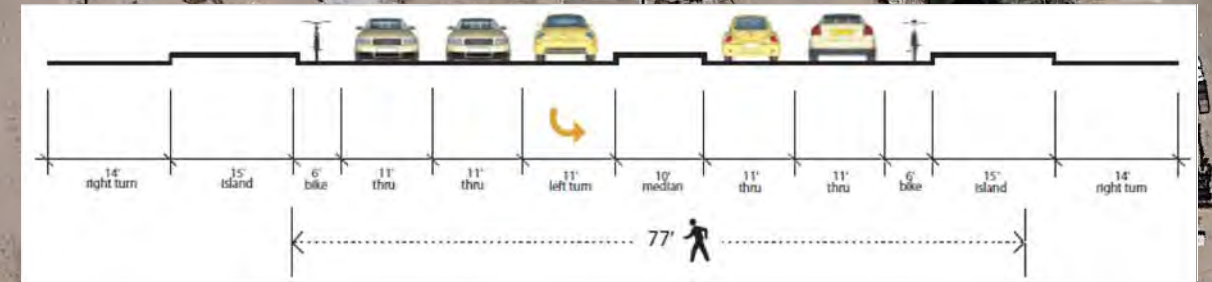 14'
right turn
15'
island
6'
bike
11'
thru
11'
thru
11'
left turn
10'
median
11'
thru
11'
thru
6'
bike
15'
island
14'
right turn
77'